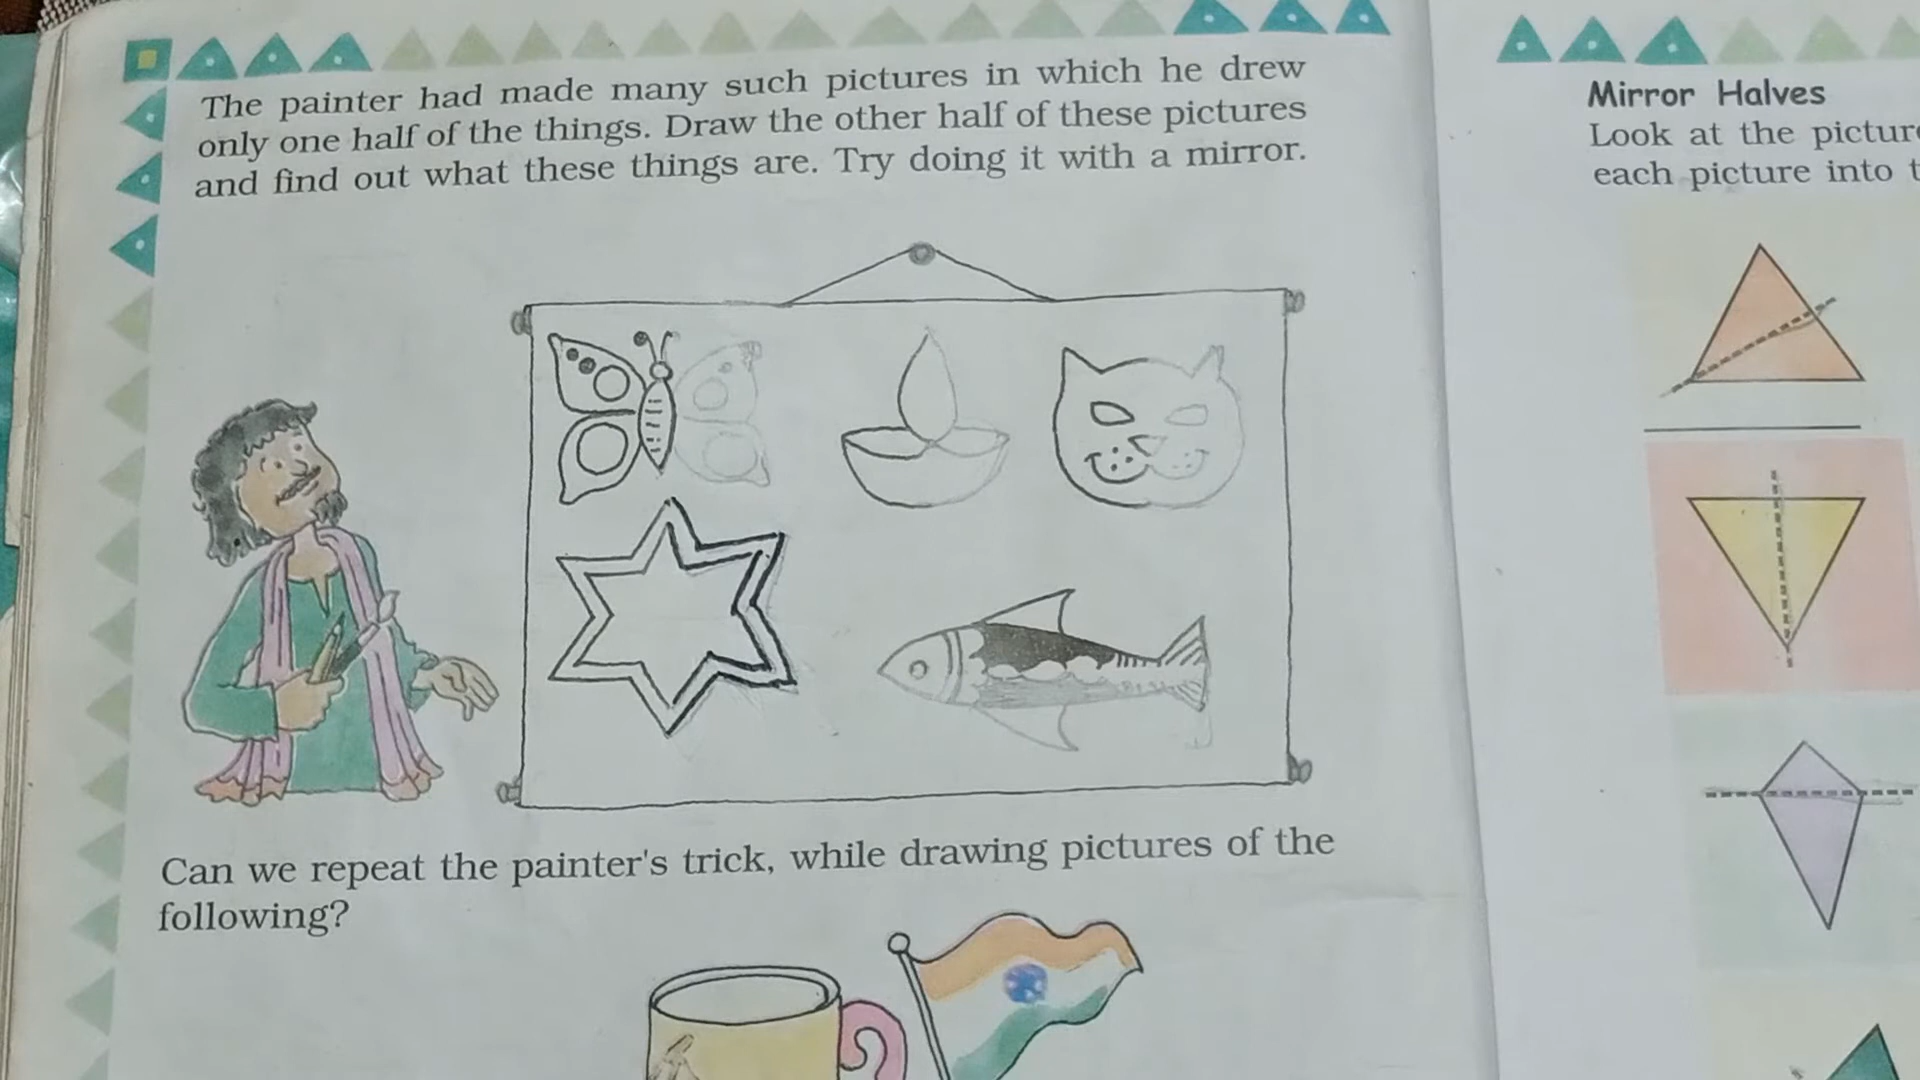 The painter had made many such pictures in which he drew
only one half of the things. Draw the other half of these pictures
and find out what these things are. Try doing it with a mirror.
Can we repeat the painter's trick, while drawing pictures of the
following?
Mirror Halves
Look at the
each picture into